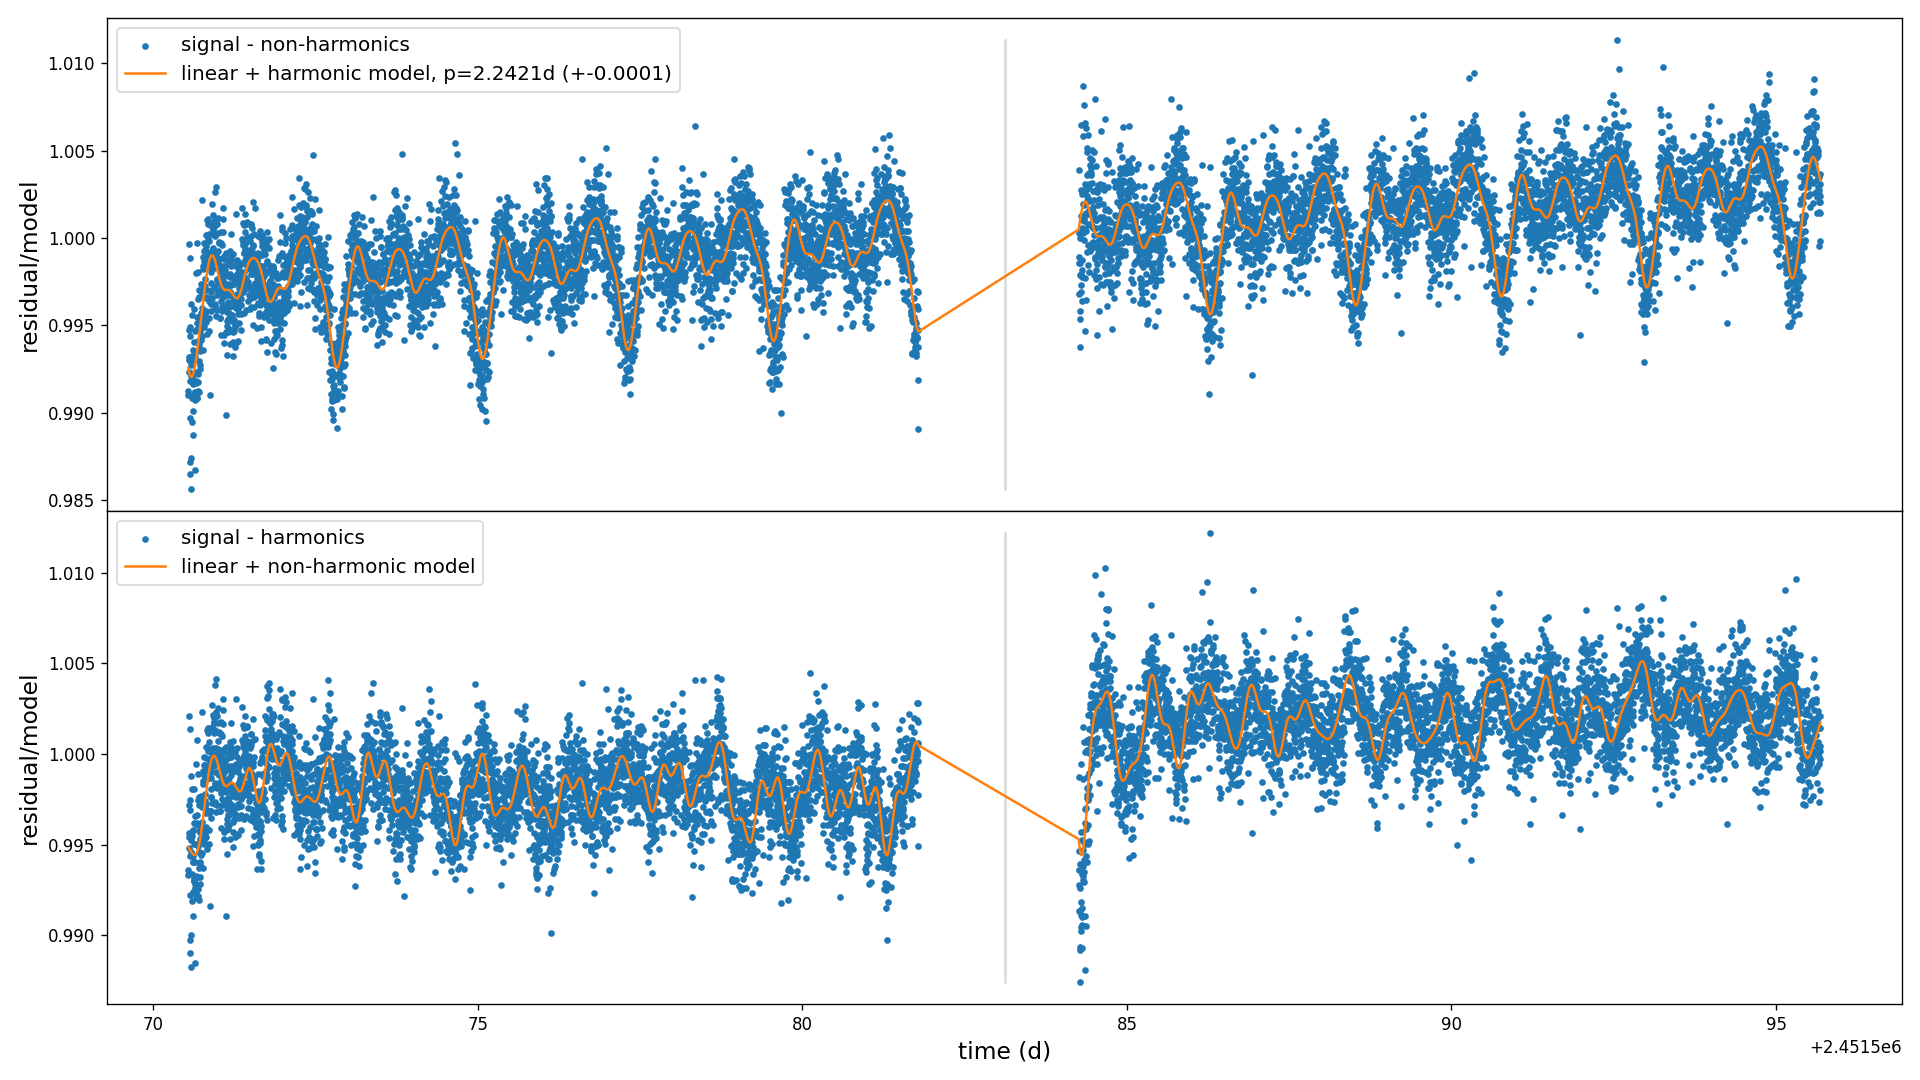 signal - non-harmonics
linear + harmonic model, p=2.2421d (+-0.0001)
1.010
1.005
1.000
0.995
0.990
0.985
residual/model
signal - harmonics
linear + non-harmonic model
1.010
1.005
1.000
0.995
0.990
residual/model
70
75
80
85
90
95
time (d)
+2.4515e6